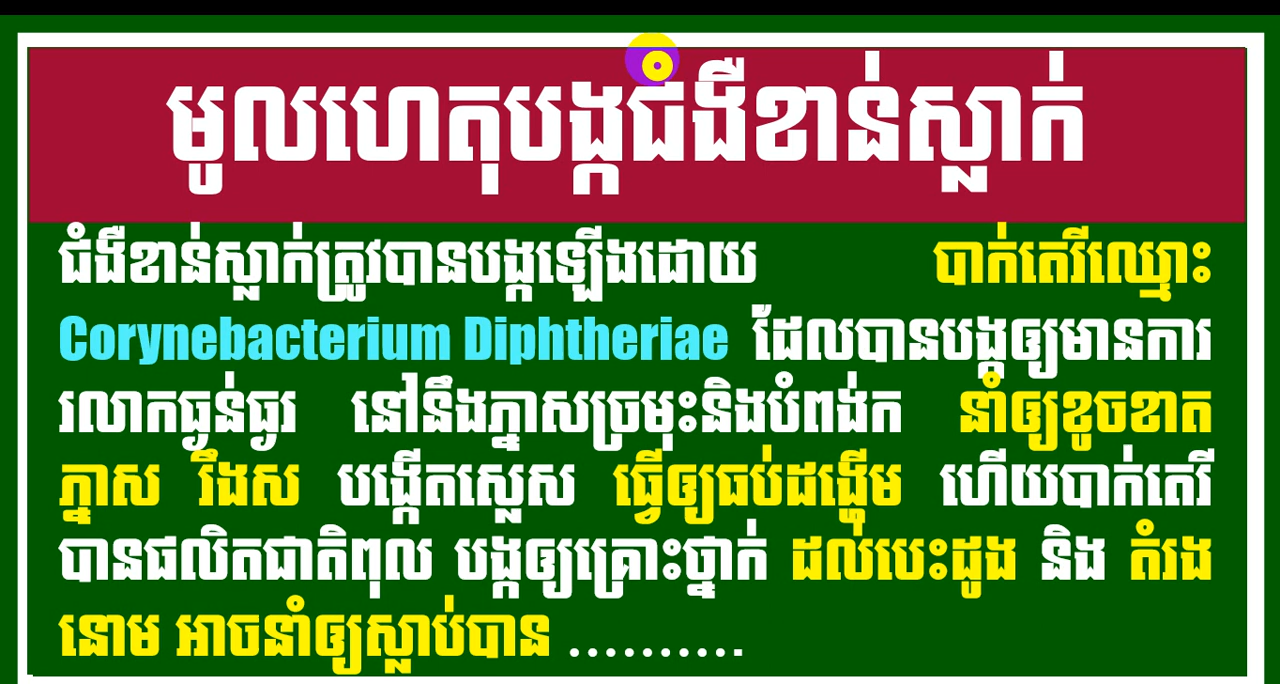 មូលហេតុបង្កជំងឺខាន់ស្លាក់
ជំងឺខាន់ស្លាក់ត្រូវបានបង្កឡើងដោយ បាក់តេរីឈ្មោះ
Corynebacterium Diphtheriae ដែលបានបង្កឲ្យមានការ
រលាកធ្ងន់ធ្ងរ នៅនឹងភ្នាសច្រមុះនិងបំពង់ក នាំឲ្យខូចខាត
ភ្នាស រឹងស បង្កើតស្លេស ធ្វើឲ្យធប់ដង្ហើម ហើយបាក់តេរី
បានផលិតជាតិពុល បង្កឲ្យគ្រោះថ្នាក់ ដល់បេះដូង និង តំរង
នោម អាចនាំឲ្យស្លាប់បាន ..........